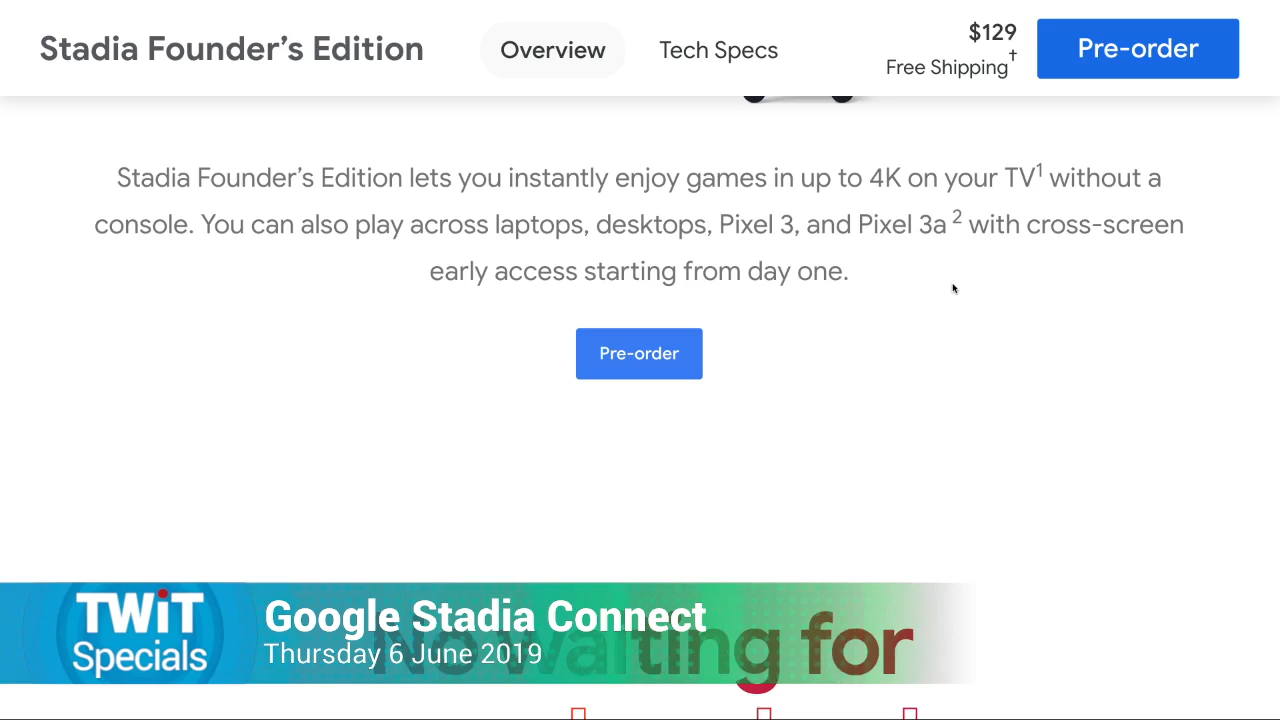 Stadia Founder’s Edition
Overview
Tech Specs
$129
Free Shipping†
Pre-order
Stadia Founder’s Edition lets you instantly enjoy games in up to 4K on your TV1 without a
console. You can also play across laptops, desktops, Pixel 3, and Pixel 3a 2 with cross-screen
early access starting from day one.
Pre-order
TWiT
Specials
Google Stadia Connect
Thursday 6 June 2019
No waiting for